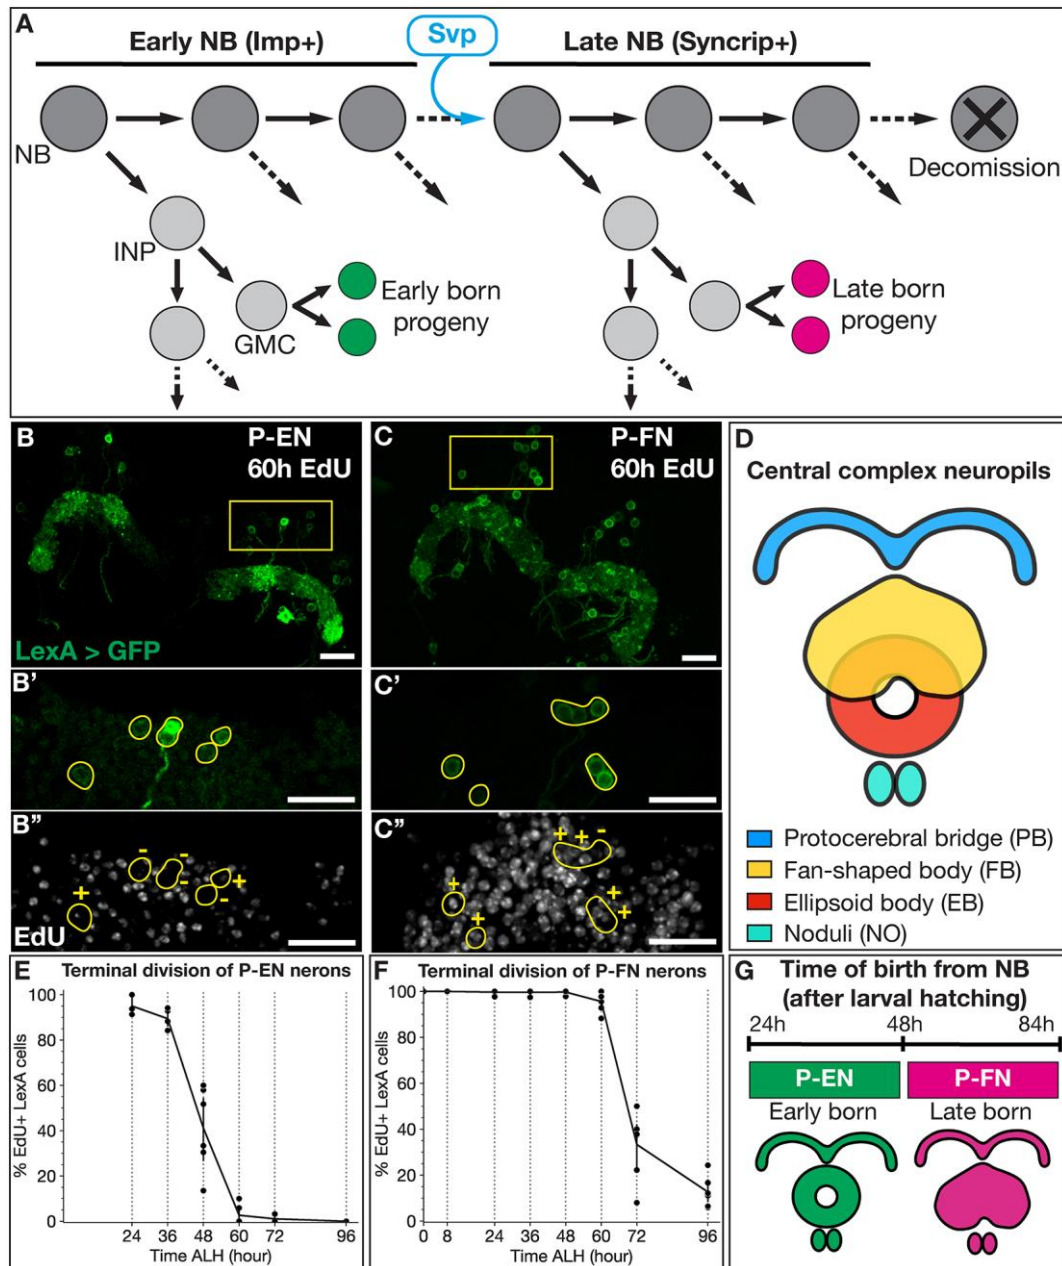 A
Early NB (Imp+)
Svp
Late NB (Syncrip+)
NB
Decomission
INP
GMC
Early born
progeny
Late born
progeny
B
P-EN
60h EdU
LexA > GFP
B'
B''
- - + - - +
EdU
C
P-FN
60h EdU
C'
C''
+ + - + + + +
D
Central complex neuropils
Protocerebral bridge (PB)
Fan-shaped body (FB)
Ellipsoid body (EB)
Noduli (NO)
E
Terminal division of P-EN nerons
% EdU+ LexA cells
100
80
60
40
20
0
24 36 48 60 72 96
Time ALH (hour)
F
Terminal division of P-FN nerons
% EdU+ LexA cells
100
80
60
40
20
0
0 8 24 36 48 60 72 96
Time ALH (hour)
G
Time of birth from NB
(after larval hatching)
24h 48h 84h
P-EN P-FN
Early born Late born